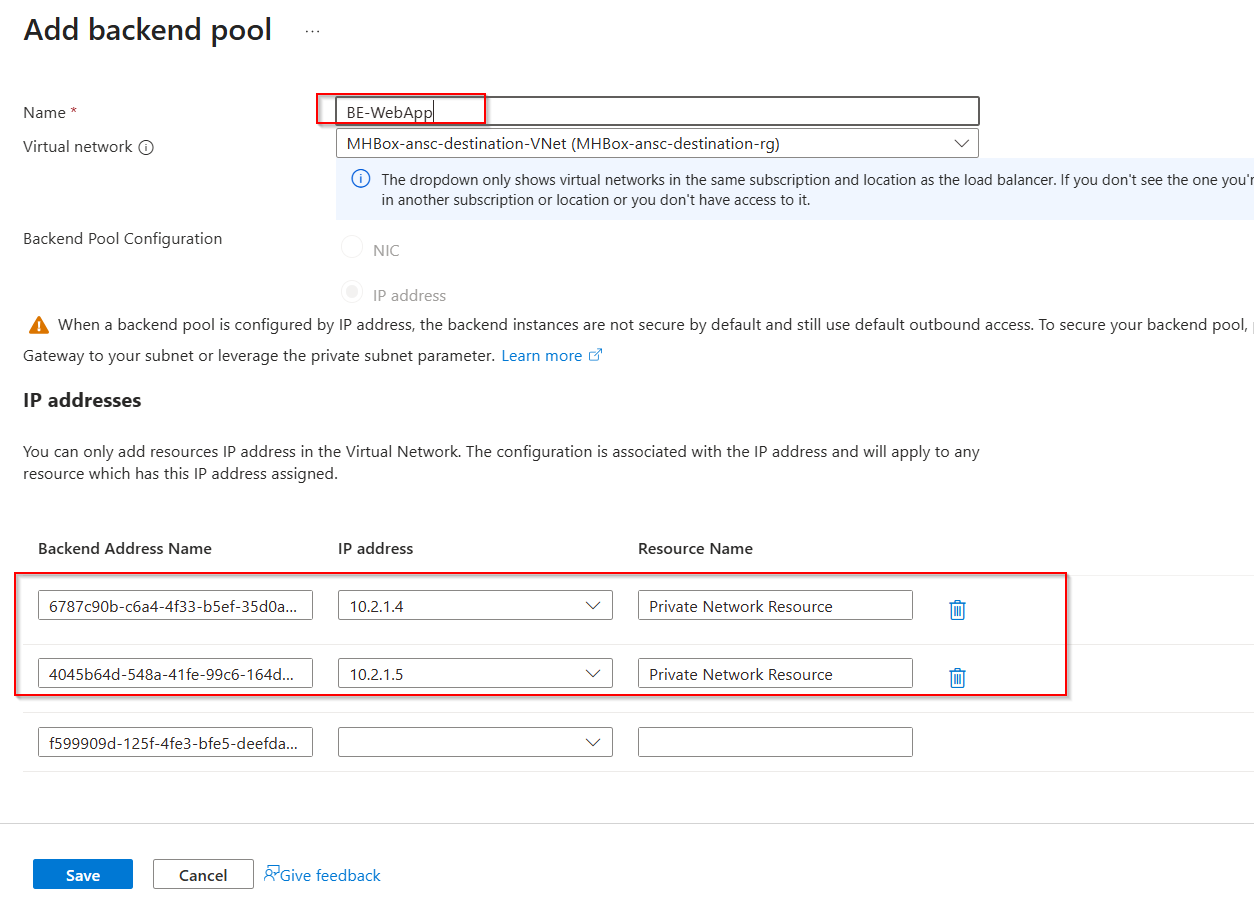 Add backend pool ...
Name *
BE-WebApp
Virtual network
MHBox-ansc-destination-VNet (MHBox-ansc-destination-rg)
The dropdown only shows virtual networks in the same subscription and location as the load balancer. If you don't see the one you'r
in another subscription or location or you don't have access to it.
Backend Pool Configuration
NIC
IP address
When a backend pool is configured by IP address, the backend instances are not secure by default and still use default outbound access. To secure your backend pool,
Gateway to your subnet or leverage the private subnet parameter. Learn more
IP addresses
You can only add resources IP address in the Virtual Network. The configuration is associated with the IP address and will apply to any
resource which has this IP address assigned.
Backend Address Name IP address Resource Name
6787c90b-c6a4-4f33-b5ef-35d0a... 10.2.1.4 Private Network Resource
4045b64d-548a-41fe-99c6-164d... 10.2.1.5 Private Network Resource
f599909d-125f-4fe3-bfe5-deefda...
Save Cancel Give feedback